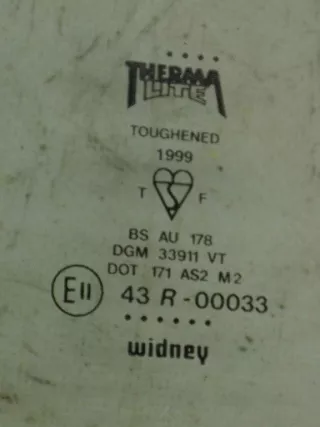 THERMA
LITE
TOUGHENED
1999
T F
BS AU 178
DGM 33911 VT
DOT 171 AS2 M2
E11 43 R-00033
widney